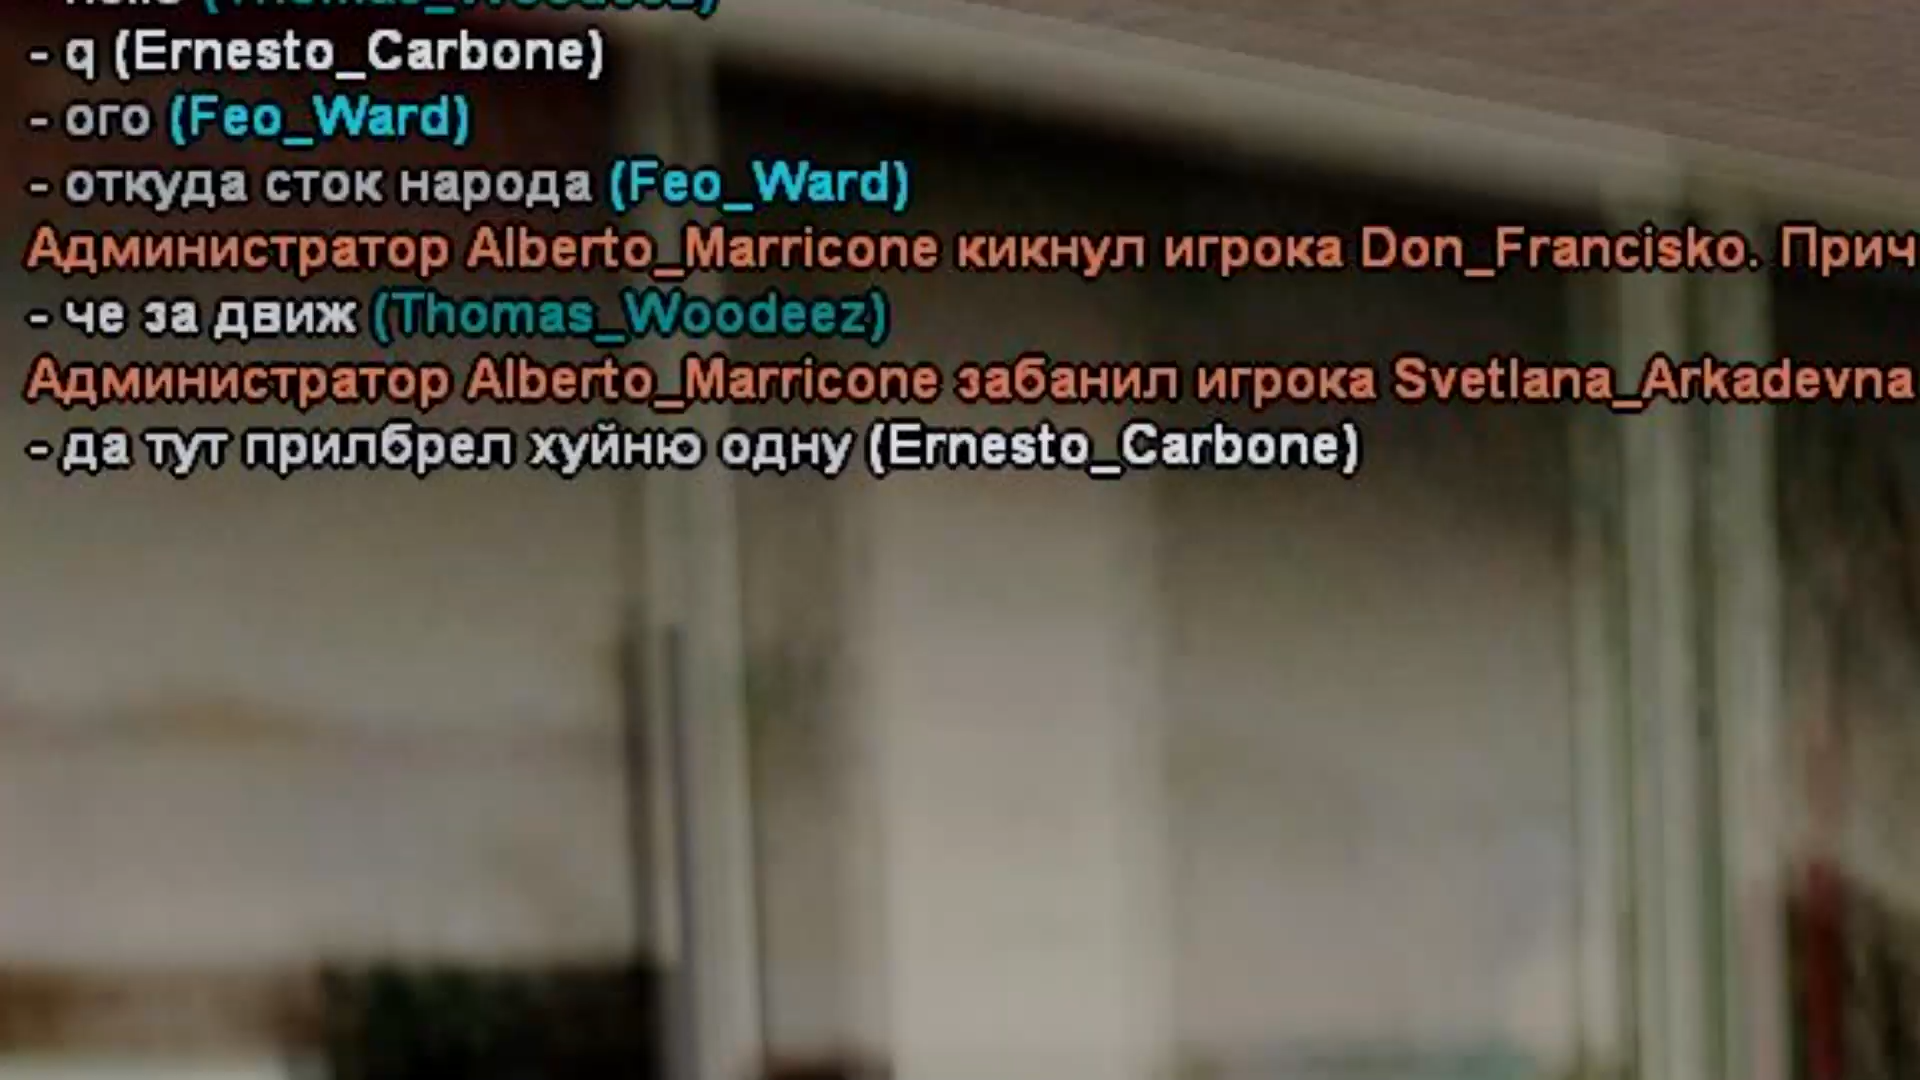 - q (Ernesto_Carbone)
- ого (Feo_Ward)
- откуда сток народа (Feo_Ward)
Администратор Alberto_Marricone кикнул игрока Don_Francisko. Прич
- че за движ (Thomas_Woodeez)
Администратор Alberto_Marricone забанил игрока Svetlana_Arkadevna
- да тут прилбрел хуйню одну (Ernesto_Carbone)